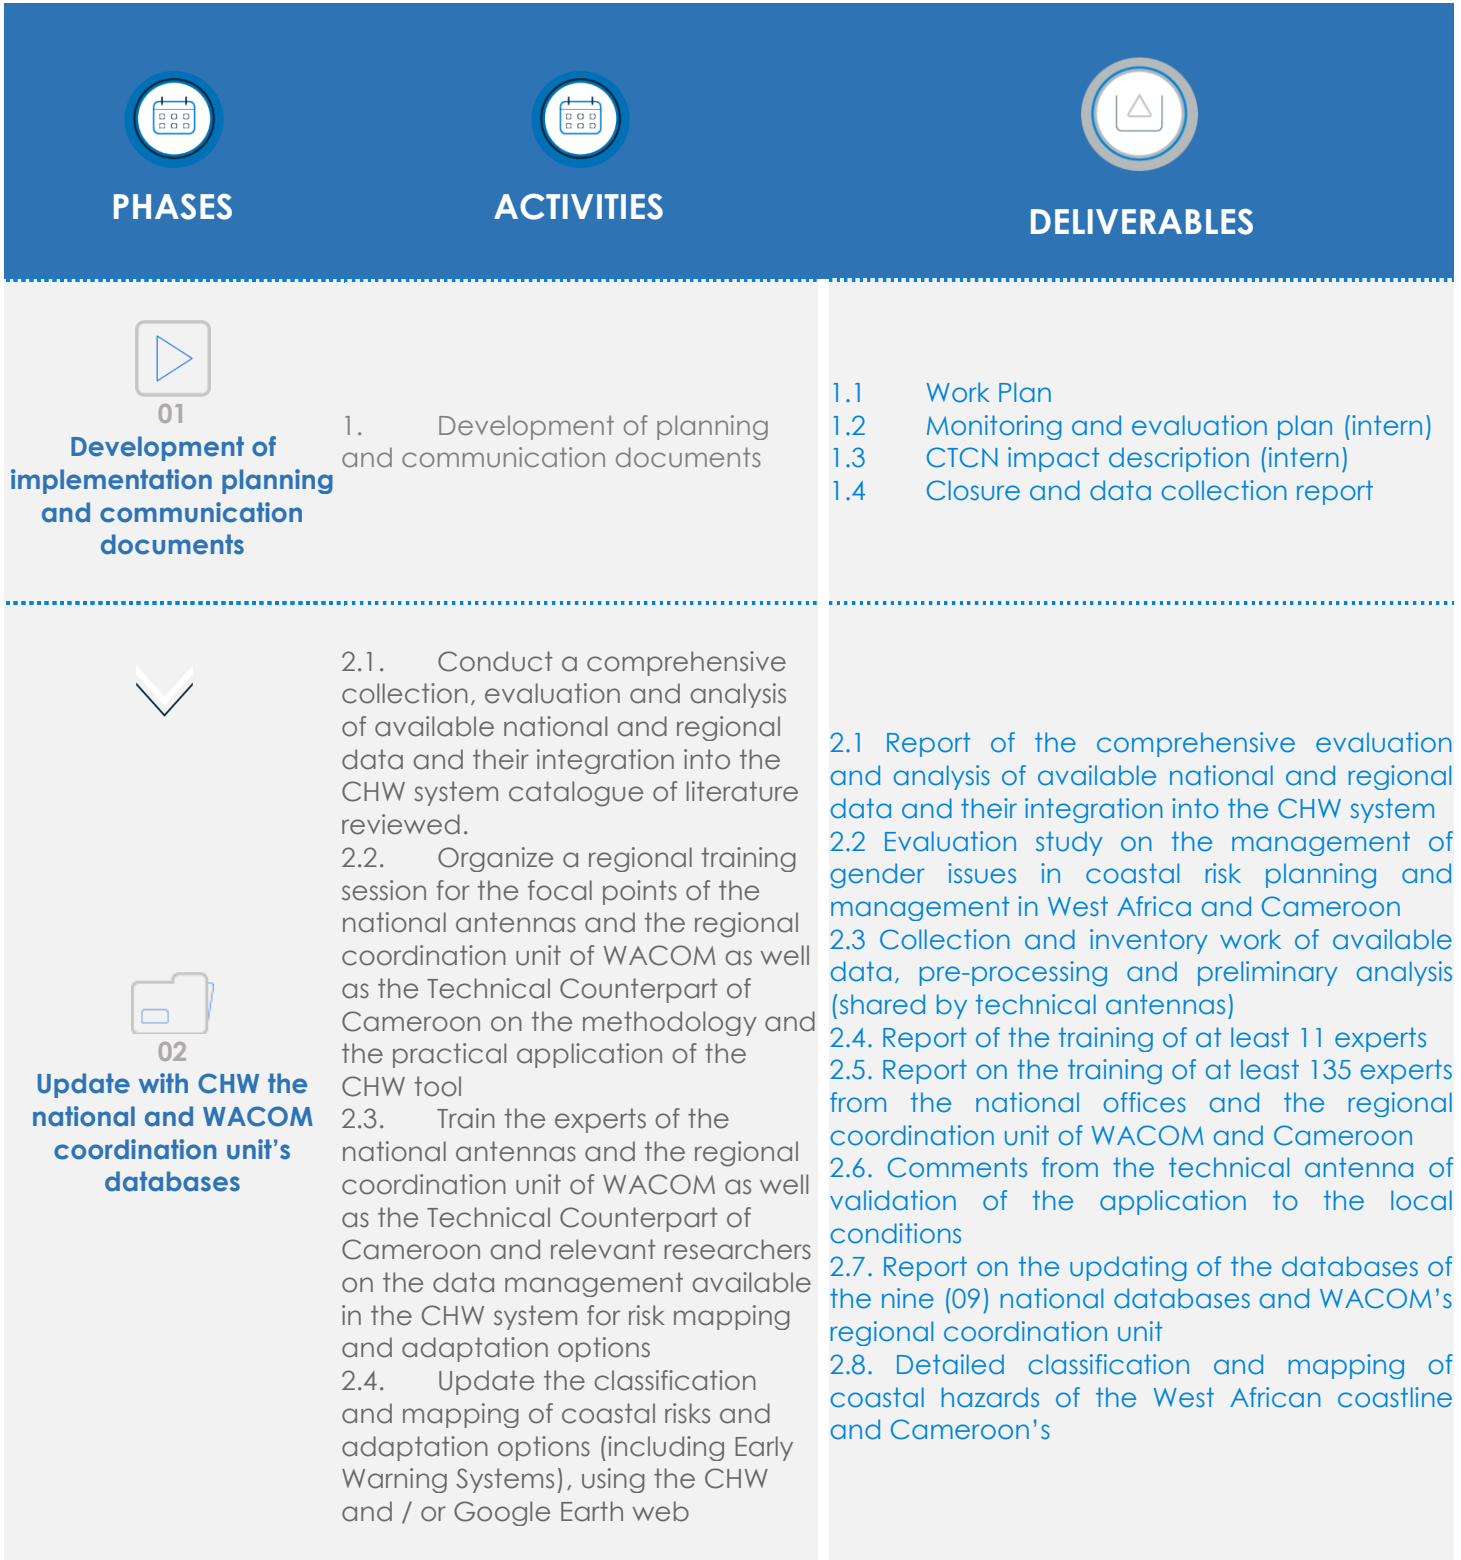 PHASES
ACTIVITIES
DELIVERABLES
01
Development of
implementation planning
and communication
documents
1. Development of planning
and communication documents
1.1 Work Plan
1.2 Monitoring and evaluation plan (intern)
1.3 CTCN impact description (intern)
1.4 Closure and data collection report
02
Update with CHW the
national and WACOM
coordination unit’s
databases
2.1. Conduct a comprehensive
collection, evaluation and analysis
of available national and regional
data and their integration into the
CHW system catalogue of literature
reviewed.
2.2. Organize a regional training
session for the focal points of the
national antennas and the regional
coordination unit of WACOM as well
as the Technical Counterpart of
Cameroon on the methodology and
the practical application of the
CHW tool
2.3. Train the experts of the
national antennas and the regional
coordination unit of WACOM as well
as the Technical Counterpart of
Cameroon and relevant researchers
on the data management available
in the CHW system for risk mapping
and adaptation options
2.4. Update the classification
and mapping of coastal risks and
adaptation options (including Early
Warning Systems), using the CHW
and / or Google Earth web
2.1 Report of the comprehensive evaluation
and analysis of available national and regional
data and their integration into the CHW system
2.2 Evaluation study on the management of
gender issues in coastal risk planning and
management in West Africa and Cameroon
2.3 Collection and inventory work of available
data, pre-processing and preliminary analysis
(shared by technical antennas)
2.4. Report of the training of at least 11 experts
2.5. Report on the training of at least 135 experts
from the national offices and the regional
coordination unit of WACOM and Cameroon
2.6. Comments from the technical antenna of
validation of the application to the local
conditions
2.7. Report on the updating of the databases of
the nine (09) national databases and WACOM’s
regional coordination unit
2.8. Detailed classification and mapping of
coastal hazards of the West African coastline
and Cameroon’s